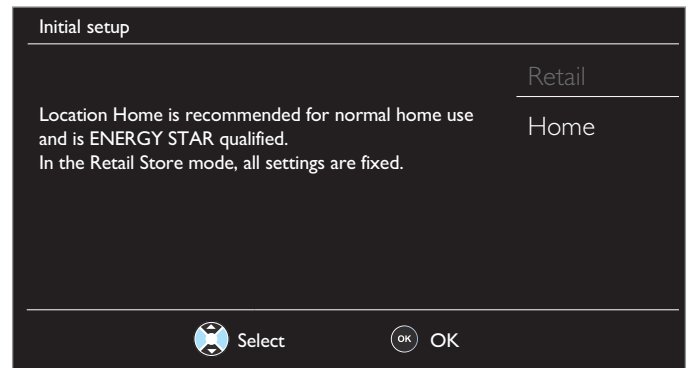 Initial setup
Retail
Location Home is recommended for normal home use
Home
and is ENERGY STAR qualified.
In the Retail Store mode, all settings are fixed.
Select
OK
OK